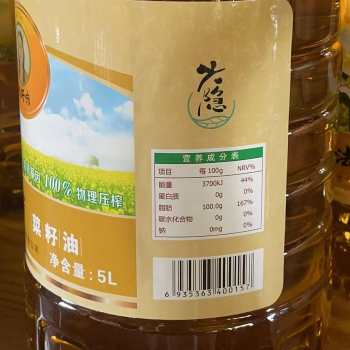 100%物理压榨
菜籽油
净含量:5L
营养成分表
项目 每100g NRV%
能量 3700kJ 44%
蛋白质 0g 0%
脂肪 100.0g 167%
碳水化合物 0g 0%
钠 0mg 0%
6 935363 400157